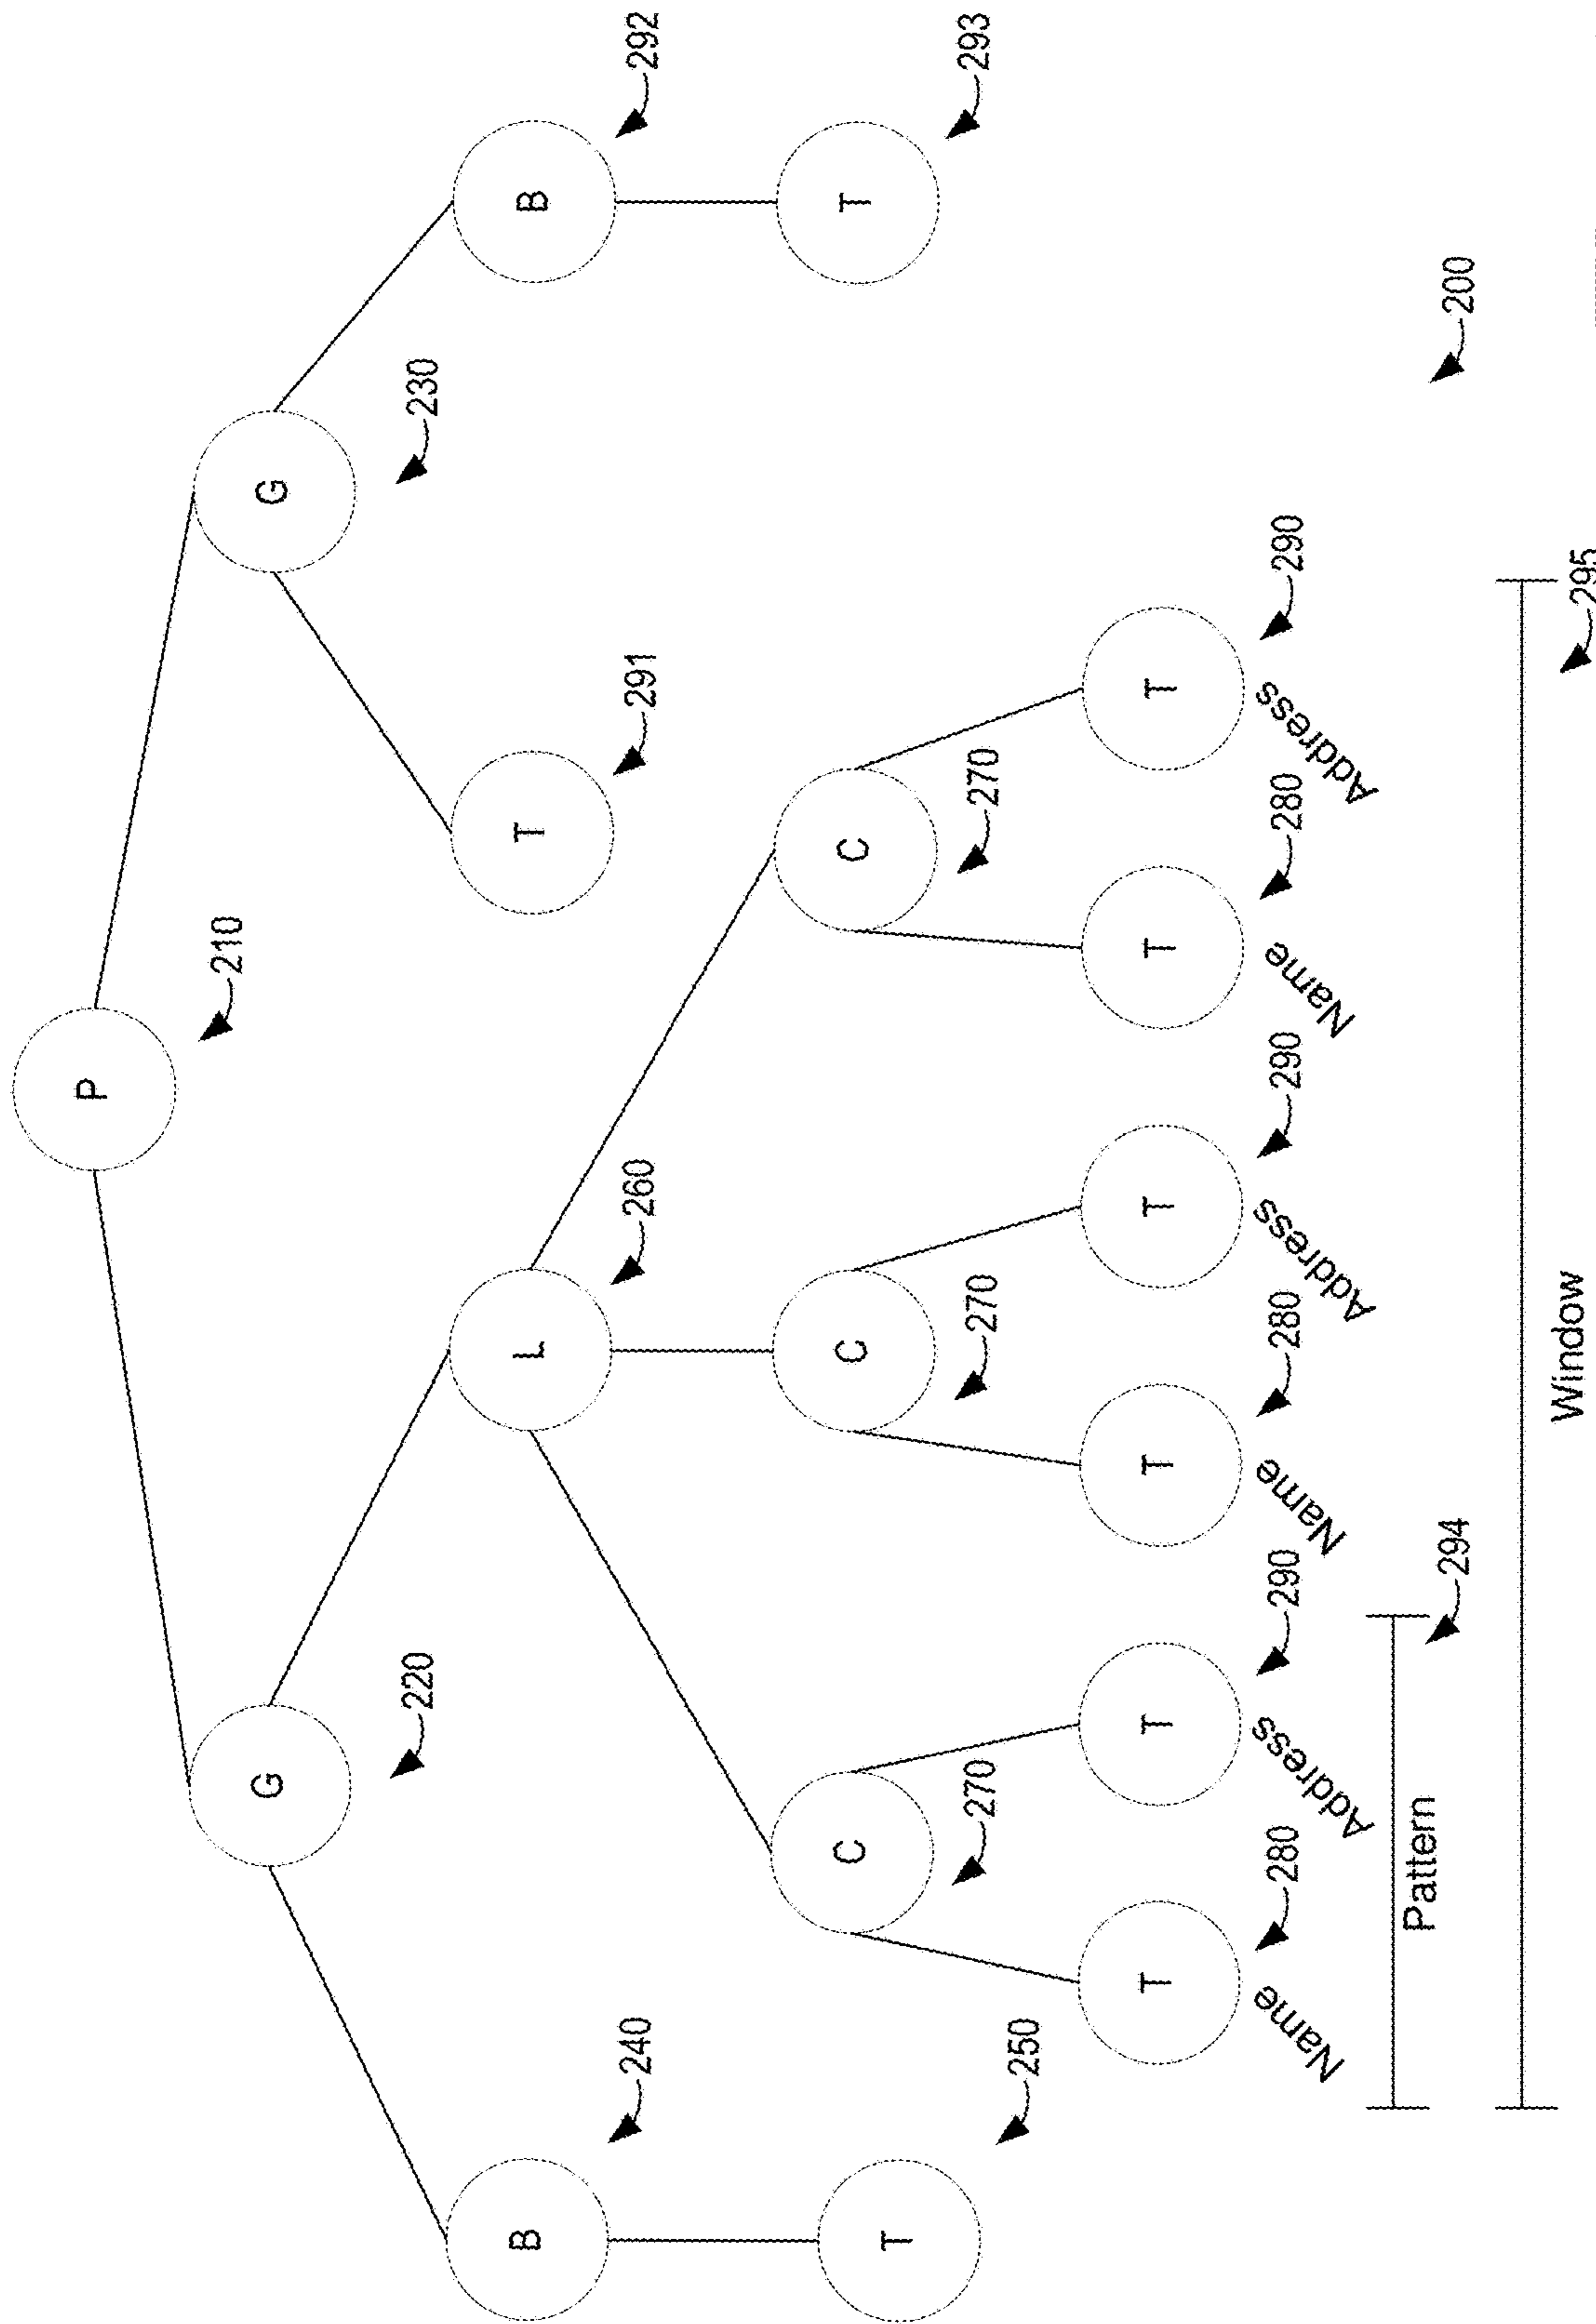 P
210
G
220
G
230
B
240
L
260
T
291
B
292
T
250
C
270
C
270
C
270
T
293
T
280
Name
T
290
Address
T
280
Name
T
290
Address
T
280
Name
T
290
Address
Pattern
294
200
Window
295